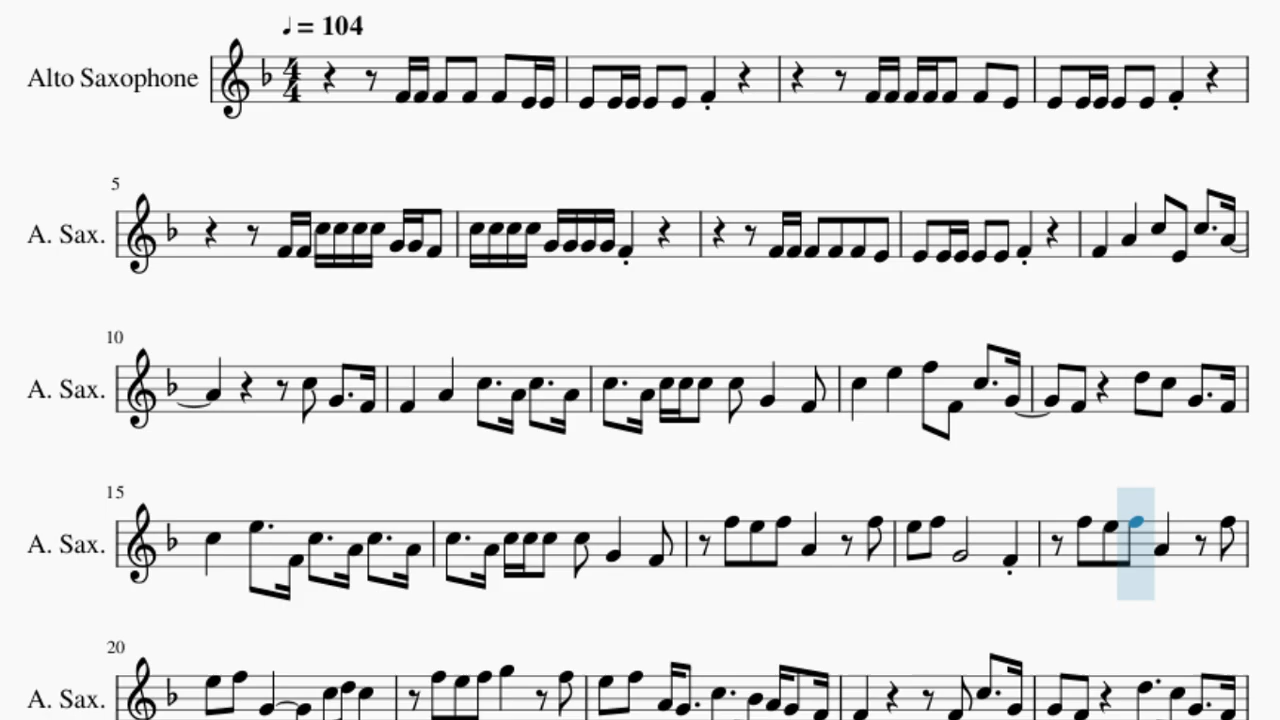 ♩ = 104
Alto Saxophone
4
4
5
A. Sax.
10
A. Sax.
15
A. Sax.
20
A. Sax.